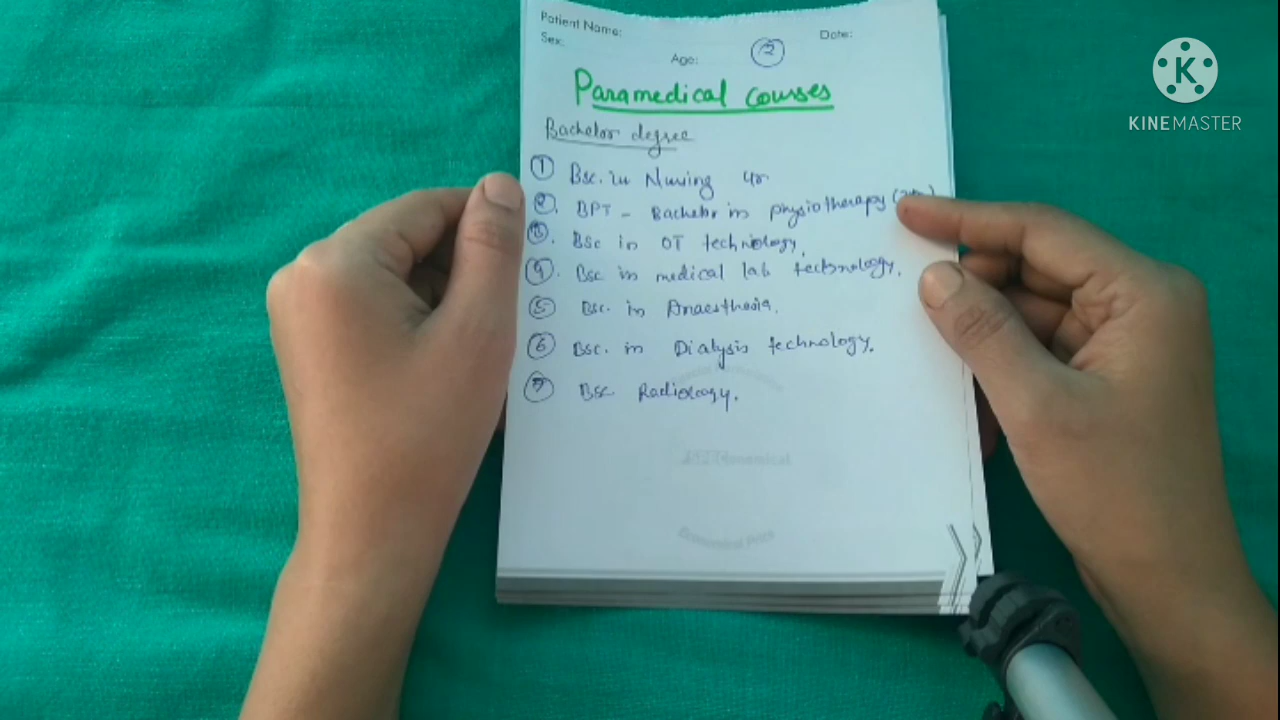 Patient Name:
Date:
Sex:
Age:
2
Paramedical courses
Bachelor degree
1 Bsc. in Nursing 4yr
2. BPT - Bachelor in physiotherapy
3. BSc in OT technology.
4. BSc in medical lab technology.
5 BSc. in Anaesthesia.
6 BSc. in Dialysis technology.
7 BSc Radiology.
K
KINEMASTER